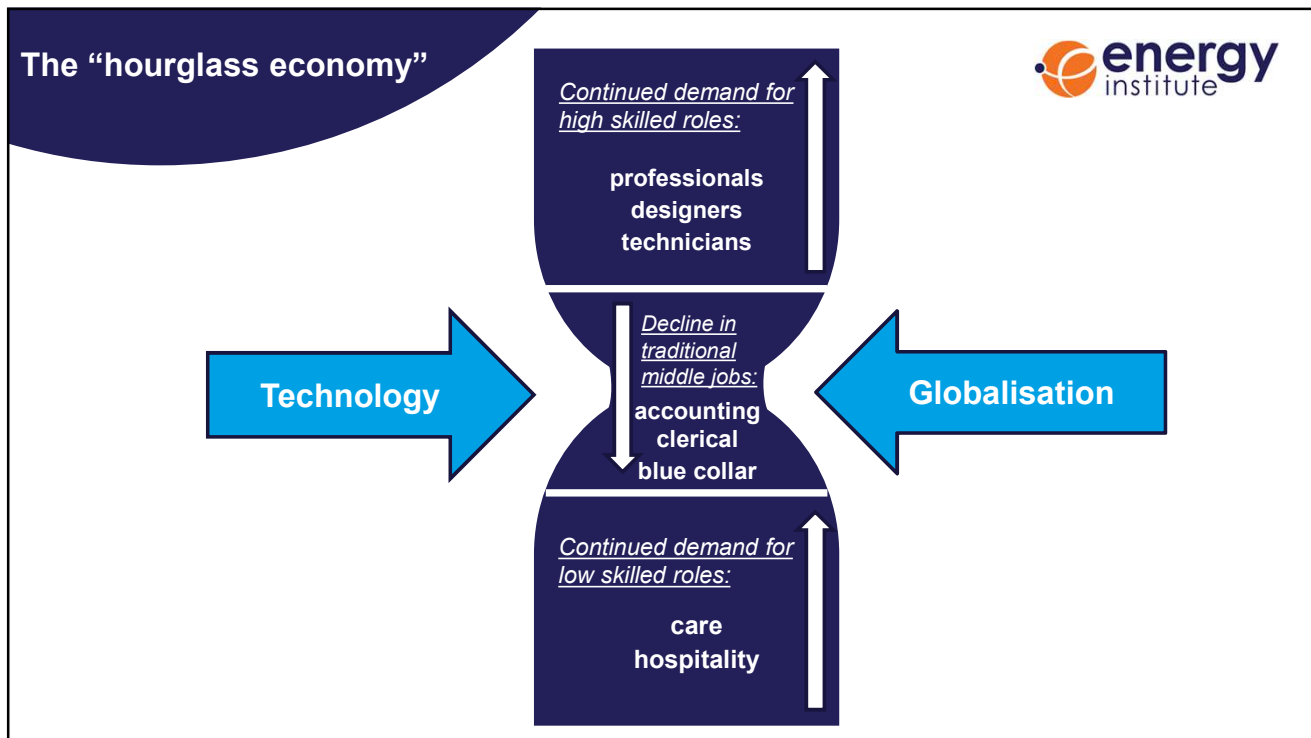 The “hourglass economy”
energy
institute
Continued demand for
high skilled roles:
professionals
designers
technicians
Technology
Decline in
traditional
middle jobs:
accounting
clerical
blue collar
Globalisation
Continued demand for
low skilled roles:
care
hospitality